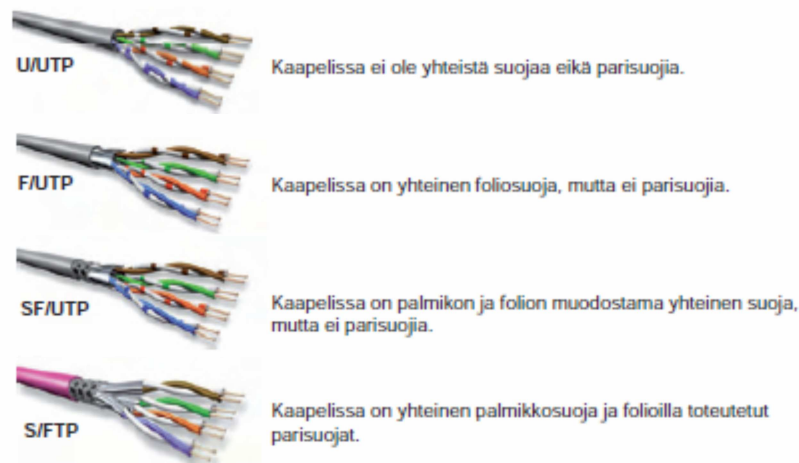 U/UTP
Kaapelissa ei ole yhteistä suojaa eikä parisuojia.
F/UTP
Kaapelissa on yhteinen foliosuoja, mutta ei parisuojia.
SF/UTP
Kaapelissa on palmikon ja folion muodostama yhteinen suoja,
mutta ei parisuojia.
S/FTP
Kaapelissa on yhteinen palmikkosuoja ja folioilla toteutetut
parisuojat.